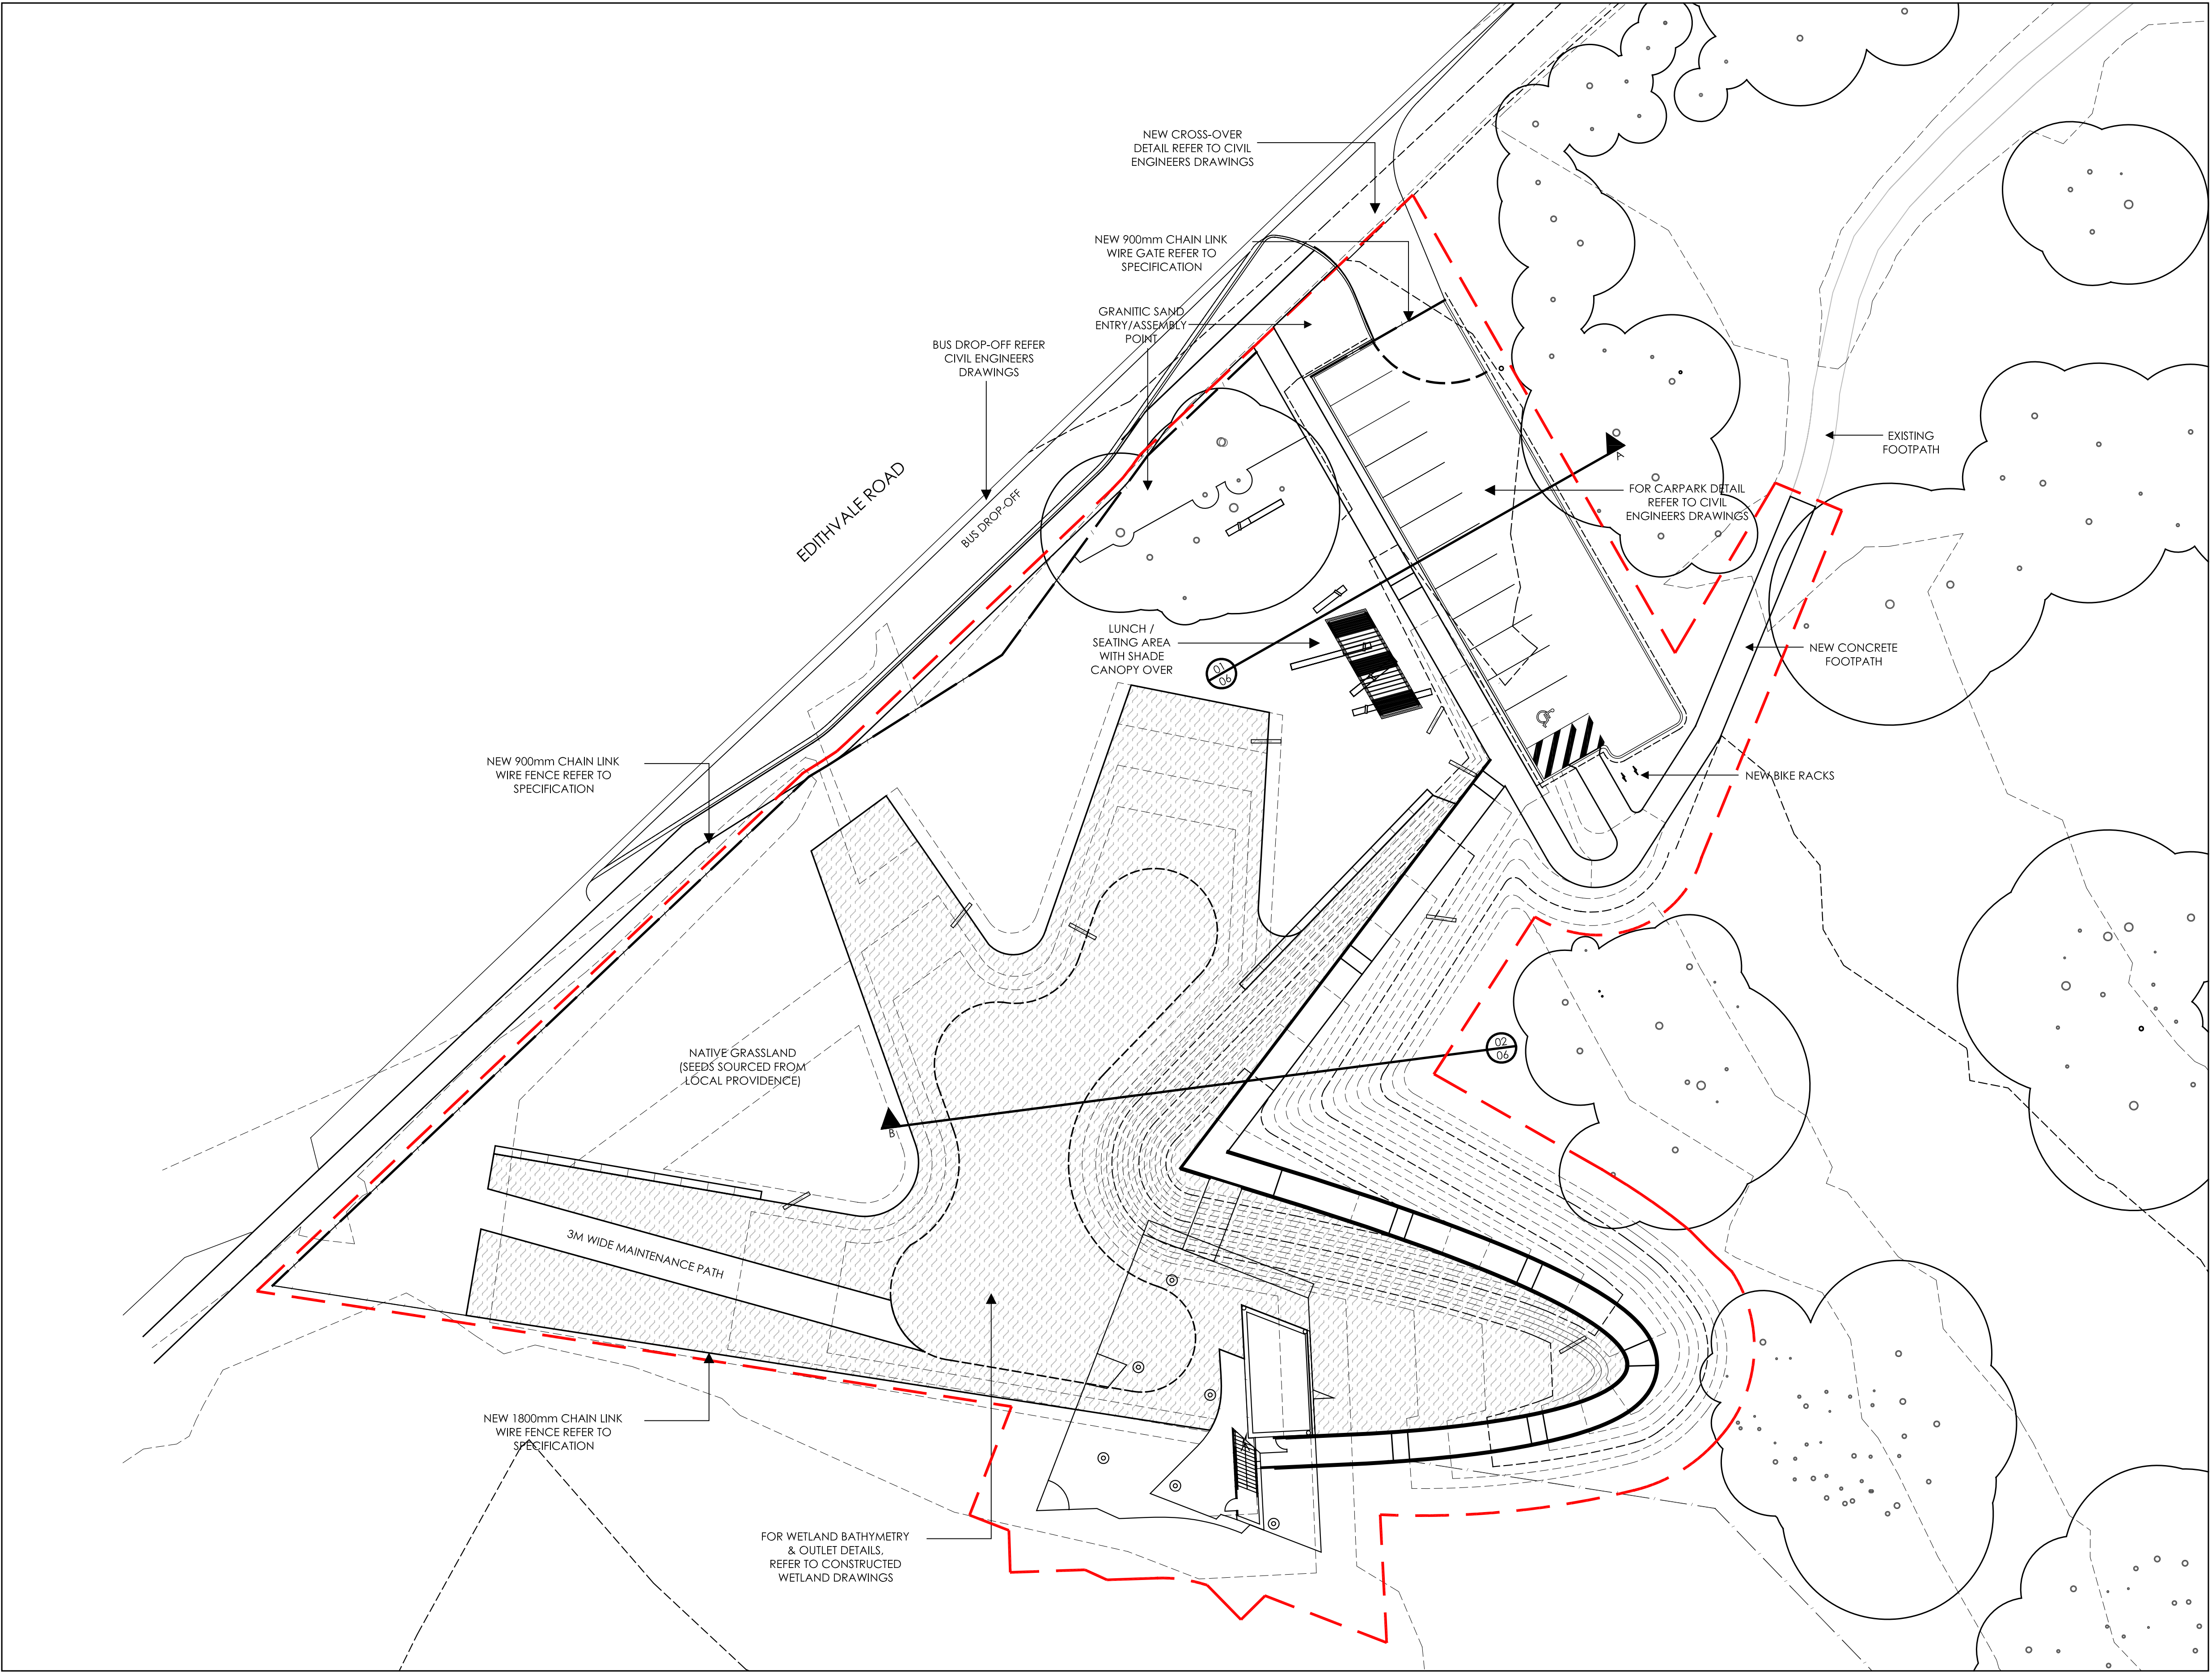 NEW CROSS-OVER
DETAIL REFER TO CIVIL
ENGINEERS DRAWINGS
NEW 900mm CHAIN LINK
WIRE GATE REFER TO
SPECIFICATION
GRANITIC SAND
ENTRY/ASSEMBLY
POINT
BUS DROP-OFF REFER
CIVIL ENGINEERS
DRAWINGS
EDITHVALE ROAD
BUS DROP-OFF
EXISTING
FOOTPATH
A
FOR CARPARK DETAIL
REFER TO CIVIL
ENGINEERS DRAWINGS
LUNCH /
SEATING AREA
WITH SHADE
CANOPY OVER
01
06
NEW CONCRETE
FOOTPATH
NEW 900mm CHAIN LINK
WIRE FENCE REFER TO
SPECIFICATION
NEW BIKE RACKS
NATIVE GRASSLAND
(SEEDS SOURCED FROM
LOCAL PROVIDENCE)
02
06
B
3M WIDE MAINTENANCE PATH
NEW 1800mm CHAIN LINK
WIRE FENCE REFER TO
SPECIFICATION
FOR WETLAND BATHYMETRY
& OUTLET DETAILS,
REFER TO CONSTRUCTED
WETLAND DRAWINGS